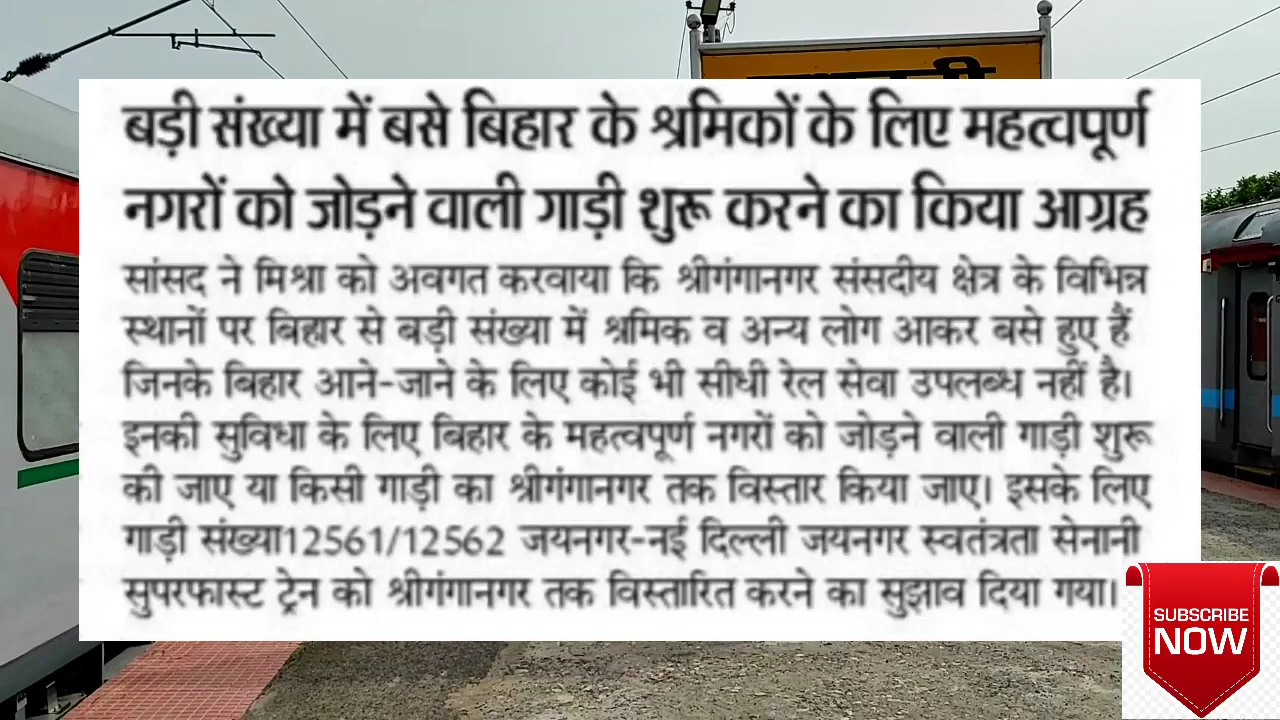 बड़ी संख्या में बसे बिहार के श्रमिकों के लिए महत्वपूर्ण
नगरों को जोड़ने वाली गाड़ी शुरू करने का किया आग्रह
सांसद ने मिश्रा को अवगत करवाया कि श्रीगंगानगर संसदीय क्षेत्र के विभिन्न
स्थानों पर बिहार से बड़ी संख्या में श्रमिक व अन्य लोग आकर बसे हुए हैं
जिनके बिहार आने-जाने के लिए कोई भी सीधी रेल सेवा उपलब्ध नहीं है।
इनकी सुविधा के लिए बिहार के महत्वपूर्ण नगरों को जोड़ने वाली गाड़ी शुरू
की जाए या किसी गाड़ी का श्रीगंगानगर तक विस्तार किया जाए। इसके लिए
गाड़ी संख्या12561/12562 जयनगर-नई दिल्ली जयनगर स्वतंत्रता सेनानी
सुपरफास्ट ट्रेन को श्रीगंगानगर तक विस्तारित करने का सुझाव दिया गया।
SUBSCRIBE
NOW